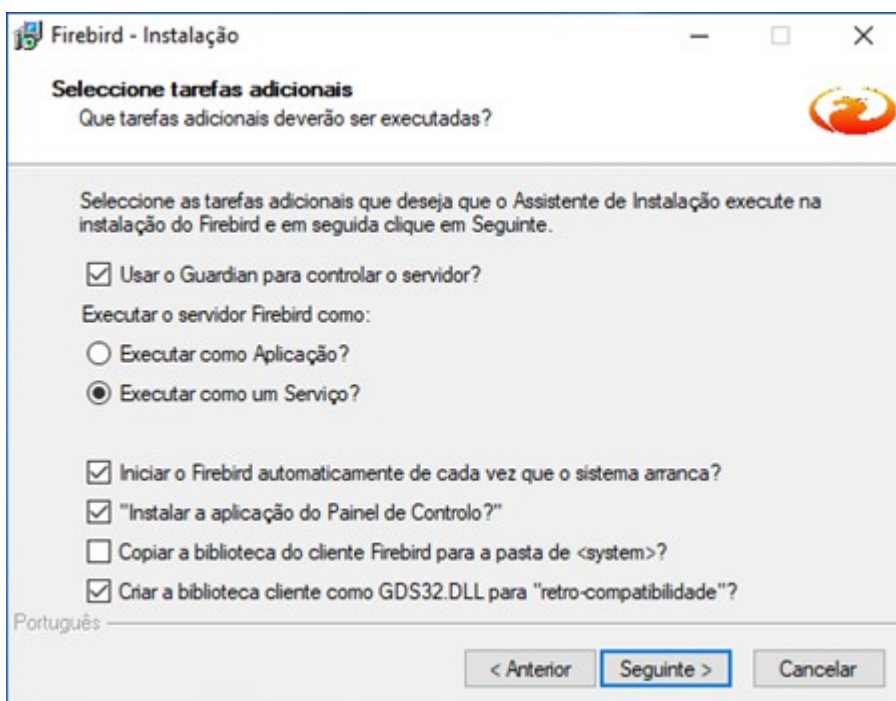 Firebird - Instalação
Seleccione tarefas adicionais
Que tarefas adicionais deverão ser executadas?
Seleccione as tarefas adicionais que deseja que o Assistente de Instalação execute na
instalação do Firebird e em seguida clique em Seguinte.
Usar o Guardian para controlar o servidor?
Executar o servidor Firebird como:
Executar como Aplicação?
Executar como um Serviço?
Iniciar o Firebird automaticamente de cada vez que o sistema arranca?
"Instalar a aplicação do Painel de Controlo?"
Copiar a biblioteca do cliente Firebird para a pasta de <system>?
Criar a biblioteca cliente como GDS32.DLL para "retro-compatibilidade"?
Português
< Anterior Seguinte > Cancelar